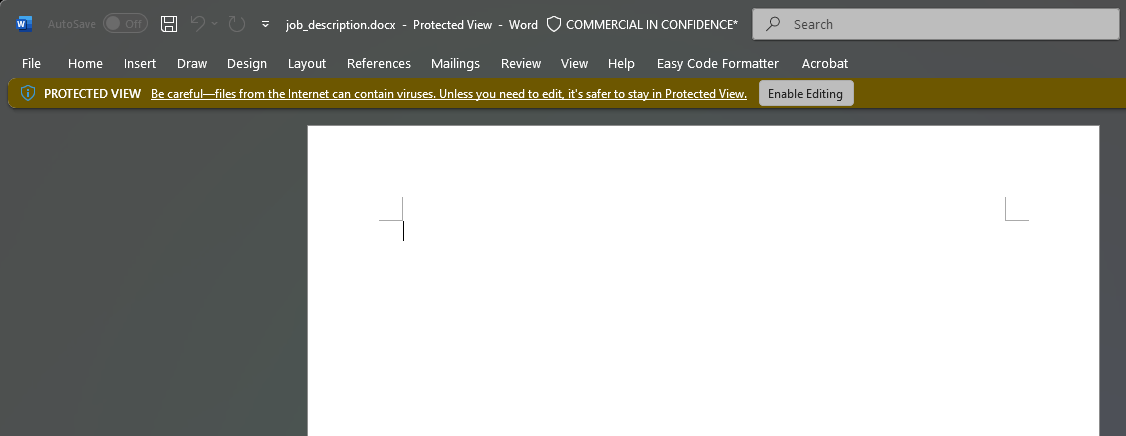 AutoSave Off job_description.docx - Protected View - Word COMMERCIAL IN CONFIDENCE* Search
File Home Insert Draw Design Layout References Mailings Review View Help Easy Code Formatter Acrobat
PROTECTED VIEW Be careful—files from the Internet can contain viruses. Unless you need to edit, it's safer to stay in Protected View. Enable Editing